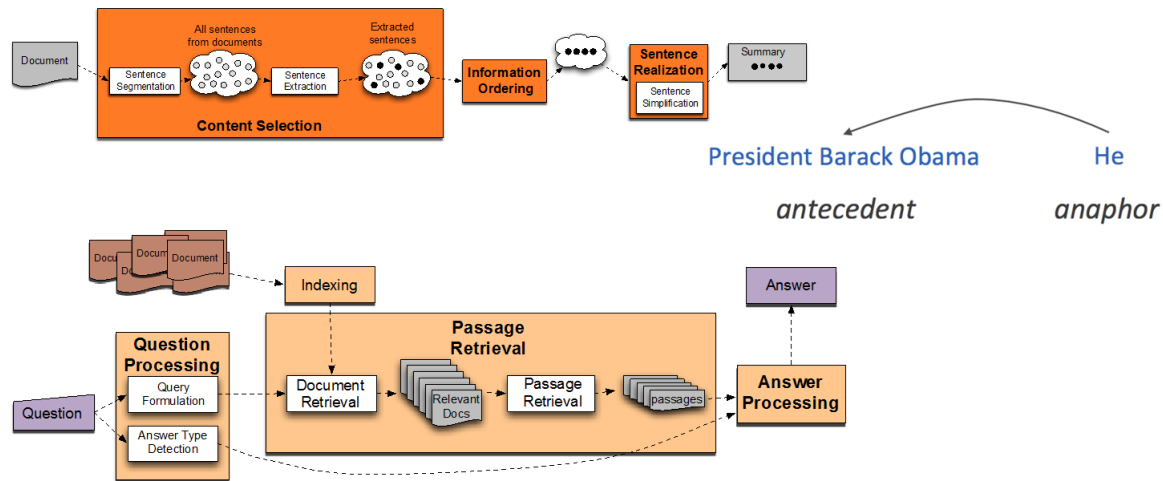 Document
Sentence
Segmentation
All sentences
from documents
Sentence
Extraction
Extracted
sentences
Content Selection
Information
Ordering
Sentence
Realization
Sentence
Simplification
Summary
President Barack Obama
He
antecedent
anaphor
Document
Indexing
Answer
Question
Processing
Query
Formulation
Answer Type
Detection
Question
Passage
Retrieval
Document
Retrieval
Relevant
Docs
Passage
Retrieval
passages
Answer
Processing